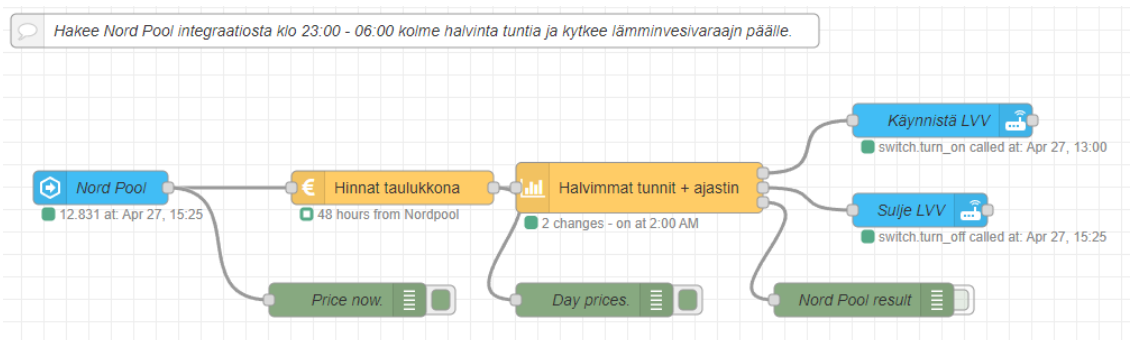 Hakee Nord Pool integraatiosta klo 23:00 - 06:00 kolme halvinta tuntia ja kytkee lämminvesivaraajn päälle.
Käynnistä LVV
switch.turn_on called at: Apr 27, 13:00
Nord Pool
12.831 at: Apr 27, 15:25
€ Hinnat taulukkona
48 hours from Nordpool
Halvimmat tunnit + ajastin
2 changes - on at 2:00 AM
Sulje LVV
switch.turn_off called at: Apr 27, 15:25
Price now.
Day prices.
Nord Pool result